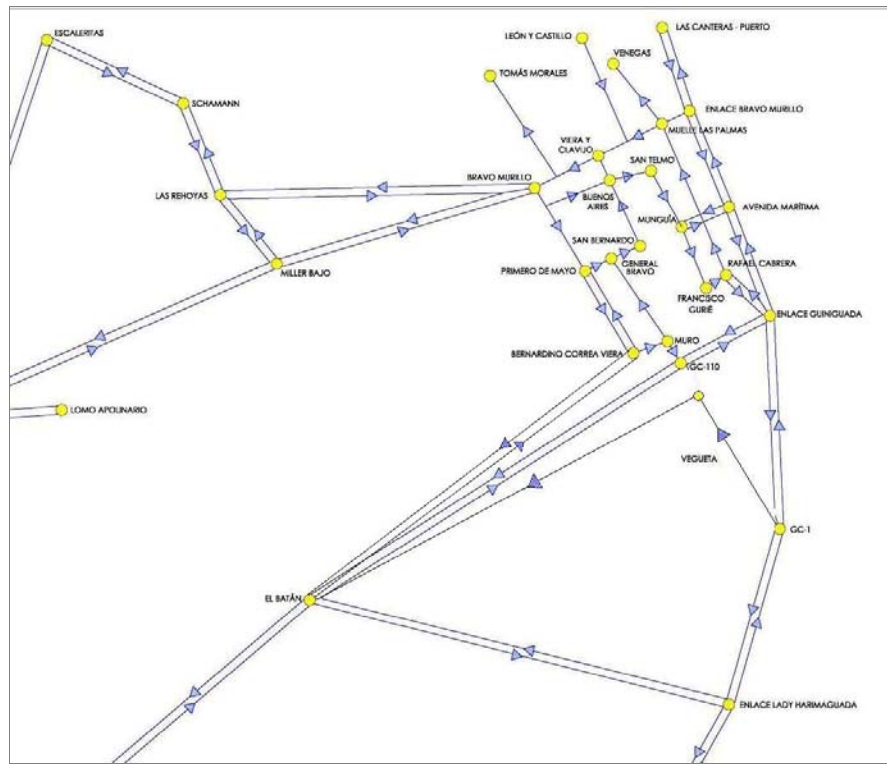 ESCALERITAS
LEÓN Y CASTILLO
LAS CANTERAS - PUERTO
VENEGAS
TOMÁS MORALES
SCHAMANN
ENLACE BRAVO MURILLO
MUELLE LAS PALMAS
VIERA Y
CLAVIJO
SAN TELMO
BRAVO MURILLO
LAS REHOYAS
BUENOS
AIRES
AVENIDA MARÍTIMA
MUNGUÍA
SAN BERNARDO
GENERAL
BRAVO
RAFAEL CABRERA
MILLER BAJO
PRIMERO DE MAYO
FRANCISCO
GURIÉ
ENLACE GUINIGUADA
MURO
BERNARDINO CORREA VIERA
GC-110
LOMO APOLINARIO
VEGUETA
GC-1
EL BATÁN
ENLACE LADY HARIMAGUADA